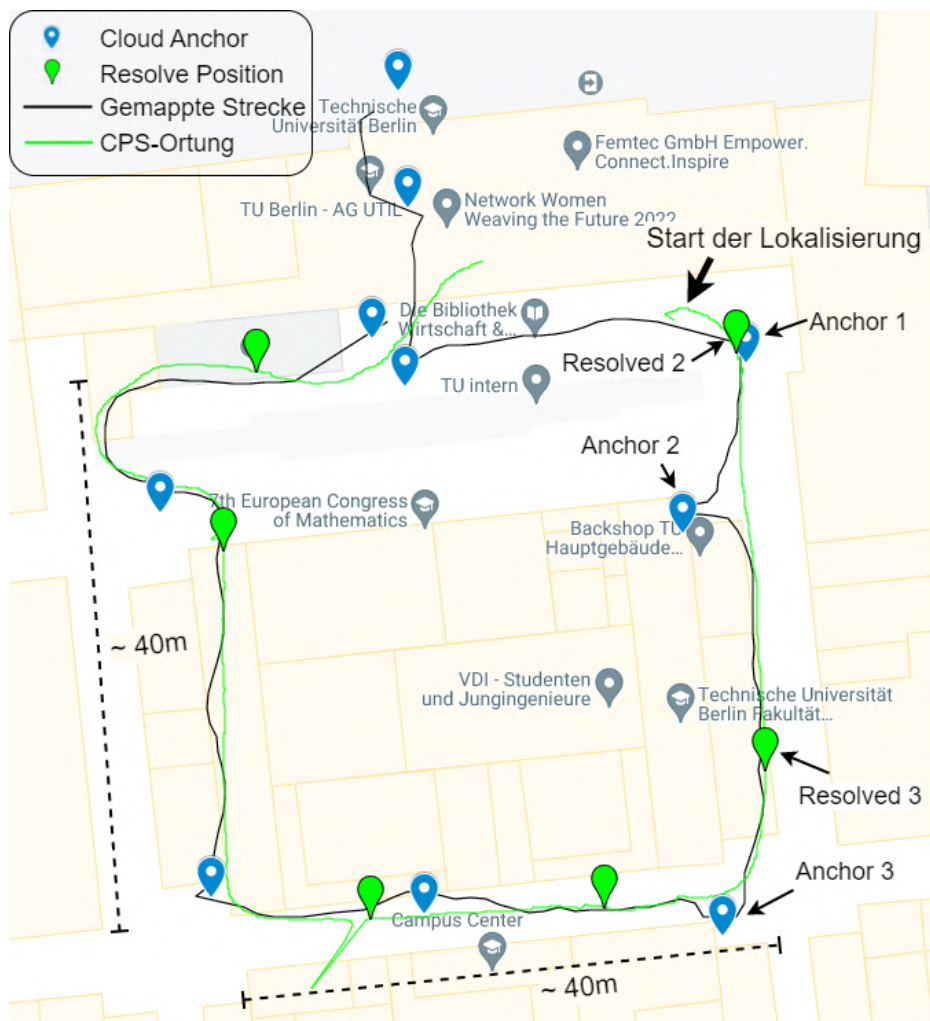 Cloud Anchor
Resolve Position
Gemappte Strecke
CPS-Ortung
Technische
Universität Berlin
Femtec GmbH Empower.
Connect.Inspire
TU Berlin - AG UTIL
Network Women
Weaving the Future 2022
Start der Lokalisierung
Die Bibliothek
Wirtschaft &...
Anchor 1
Resolved 2
TU intern
Anchor 2
7th European Congress
of Mathematics
Backshop TU
Hauptgebäude...
~ 40m
VDI - Studenten
und Jungingenieure
Technische Universität
Berlin Fakultät...
Resolved 3
Anchor 3
Campus Center
~ 40m